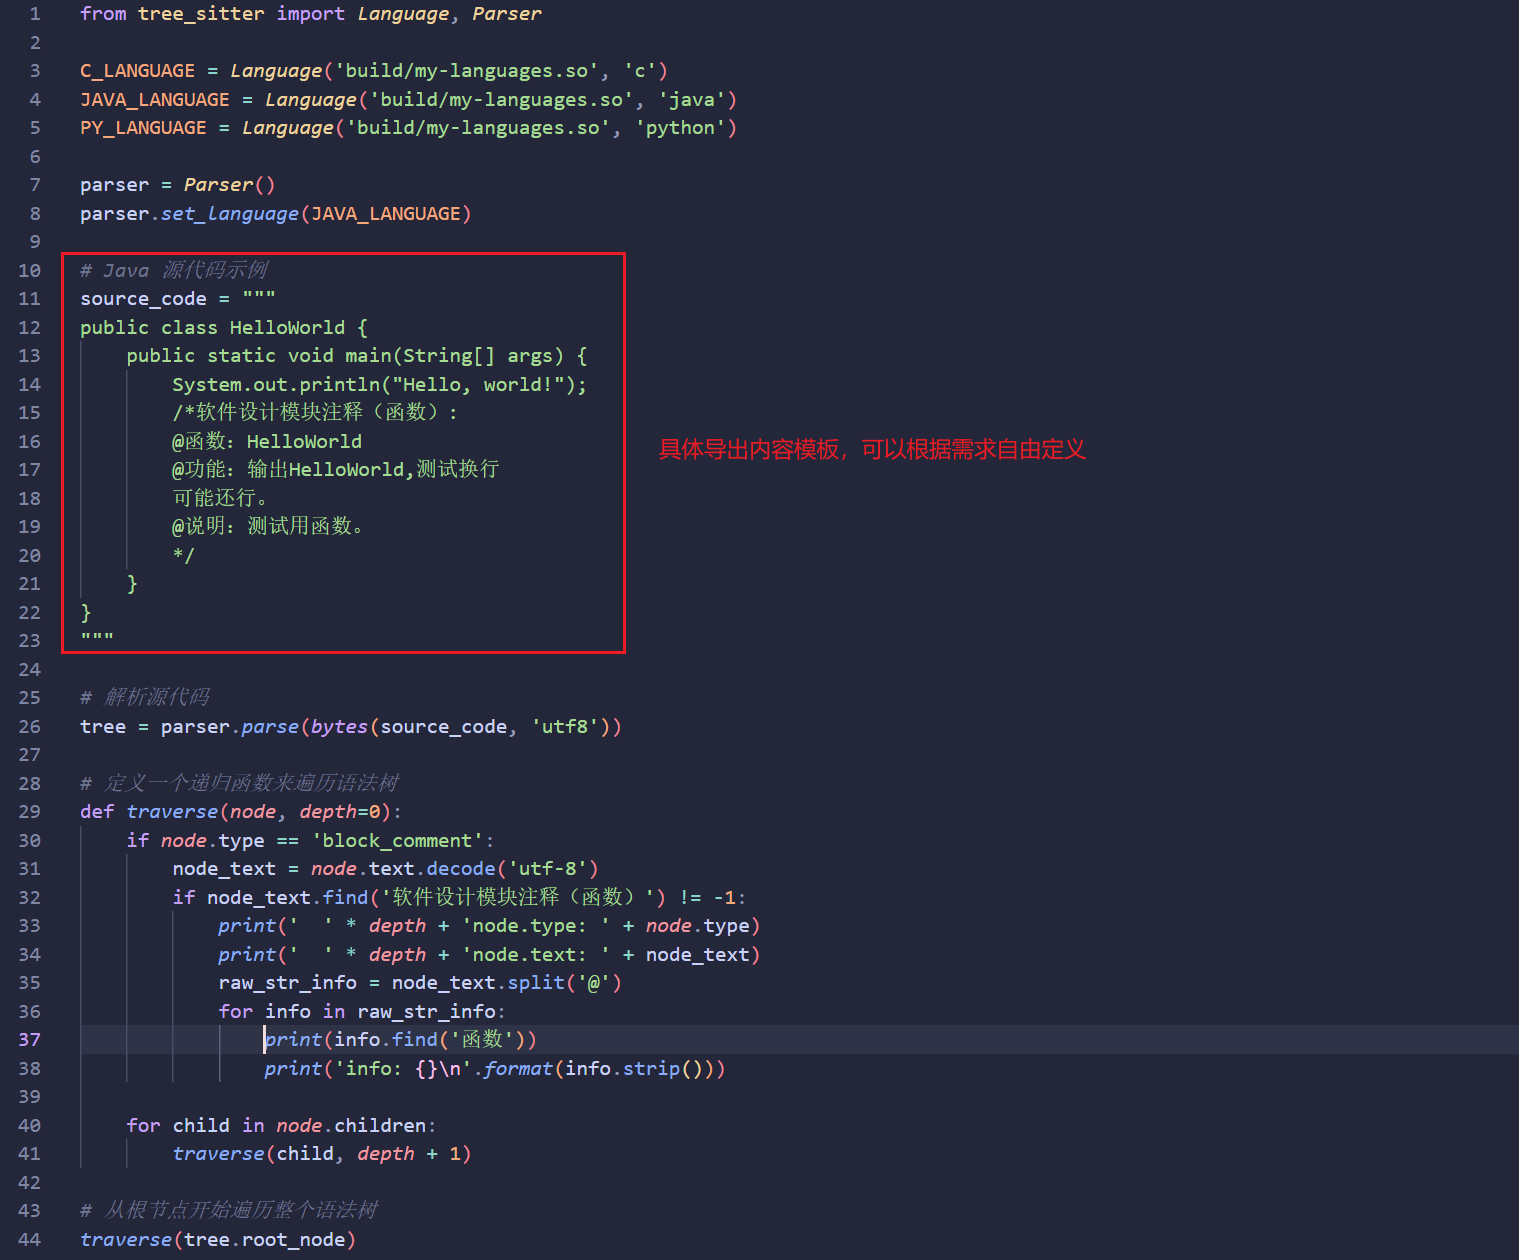 1 from tree_sitter import Language, Parser
2
3 C_LANGUAGE = Language('build/my-languages.so', 'c')
4 JAVA_LANGUAGE = Language('build/my-languages.so', 'java')
5 PY_LANGUAGE = Language('build/my-languages.so', 'python')
6
7 parser = Parser()
8 parser.set_language(JAVA_LANGUAGE)
9
10 # Java 源代码示例
11 source_code = """
12 public class HelloWorld {
13     public static void main(String[] args) {
14         System.out.println("Hello, world!");
15         /*软件设计模块注释（函数）:
16         @函数：HelloWorld
具体导出内容模板，可以根据需求自由定义
17         @功能：输出HelloWorld,测试换行
18         可能还行。
19         @说明：测试用函数。
20         */
21     }
22 }
23 """
24
25 # 解析源代码
26 tree = parser.parse(bytes(source_code, 'utf8'))
27
28 # 定义一个递归函数来遍历语法树
29 def traverse(node, depth=0):
30     if node.type == 'block_comment':
31         node_text = node.text.decode('utf-8')
32         if node_text.find('软件设计模块注释（函数）') != -1:
33             print('  ' * depth + 'node.type: ' + node.type)
34             print('  ' * depth + 'node.text: ' + node_text)
35             raw_str_info = node_text.split('@')
36             for info in raw_str_info:
37                 print(info.find('函数'))
38                 print('info: {}\n'.format(info.strip()))
39
40     for child in node.children:
41         traverse(child, depth + 1)
42
43 # 从根节点开始遍历整个语法树
44 traverse(tree.root_node)